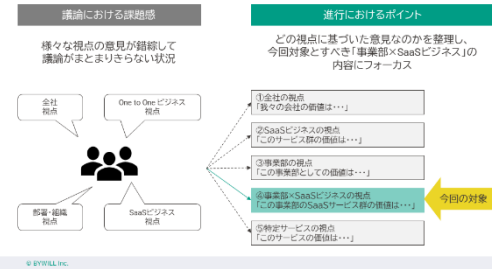 議論における課題感
進行におけるポイント
様々な視点の意見が錯綜して
議論がまとまりきらない状況
どの視点に基づいた意見なのかを整理し、
今回対象とすべき「事業部×SaaSビジネス」の
内容にフォーカス
全社
視点
One to One ビジネス
視点
部署・組織
視点
SaaSビジネス
視点
①全社の視点
「我々の会社の価値は・・・」
②SaaSビジネスの視点
「このサービス群の価値は・・・」
③事業部の視点
「この事業部としての価値は・・・」
④事業部×SaaSビジネスの視点
「この事業部のSaaSサービス群の価値は・・・」
⑤特定サービスの視点
「このサービスの価値は・・・」
今回の対象
© BYWILL Inc.